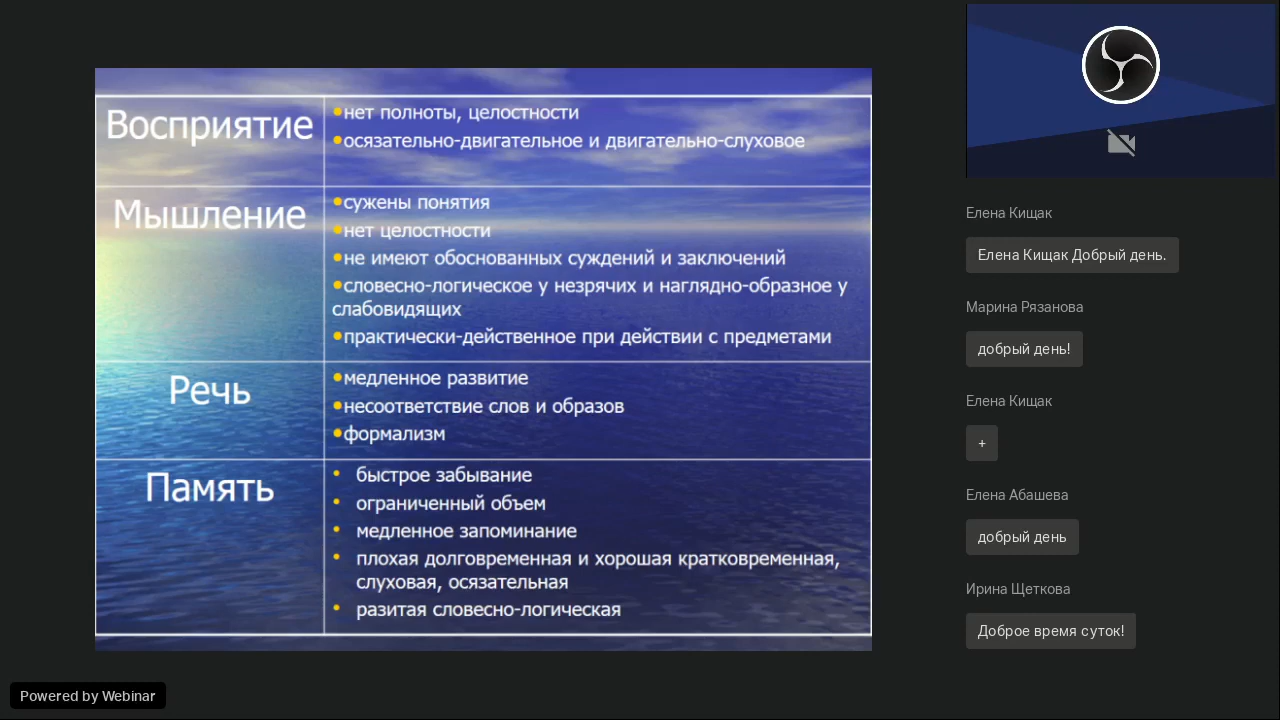 Восприятие
•нет полноты, целостности
•осязательно-двигательное и двигательно-слуховое
Мышление
•сужены понятия
•нет целостности
•не имеют обоснованных суждений и заключений
•словесно-логическое у незрячих и наглядно-образное у
слабовидящих
•практически-действенное при действии с предметами
Речь
•медленное развитие
•несоответствие слов и образов
•формализм
Память
• быстрое забывание
• ограниченный объем
• медленное запоминание
• плохая долговременная и хорошая кратковременная,
слуховая, осязательная
• разитая словесно-логическая
Елена Кищак
Елена Кищак Добрый день.
Марина Рязанова
добрый день!
Елена Кищак
+
Елена Абашева
добрый день
Ирина Щеткова
Доброе время суток!
Powered by Webinar